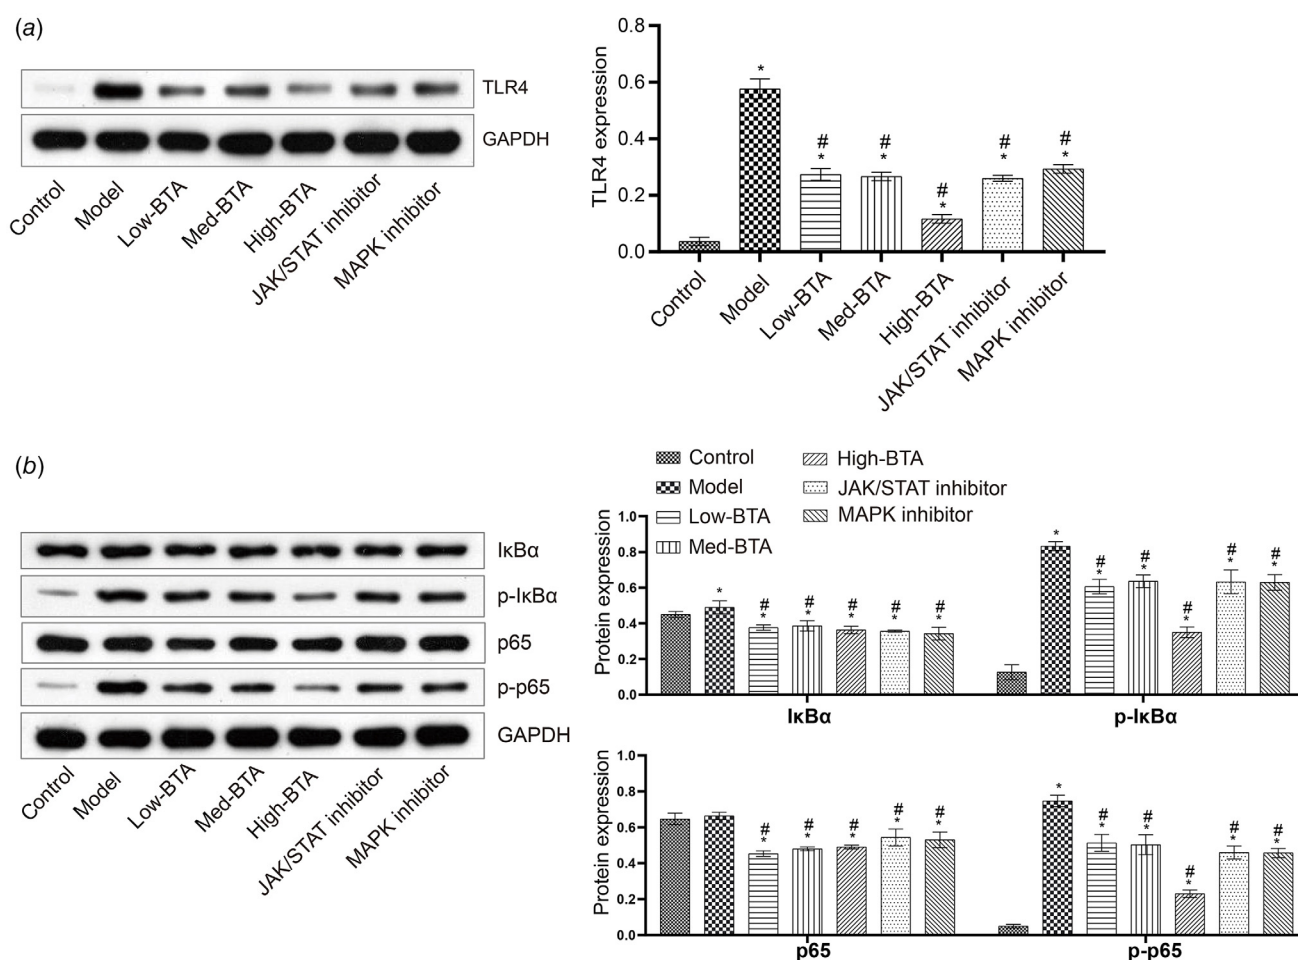 (a)
TLR4
GAPDH
Control
Model
Low-BTA
Med-BTA
High-BTA
JAK/STAT inhibitor
MAPK inhibitor
TLR4 expression
0.8
0.6
0.4
0.2
0.0
*
#
*
#
*
#
*
#
*
#
*
Control
Model
Low-BTA
Med-BTA
High-BTA
JAK/STAT inhibitor
MAPK inhibitor
(b)
IκBα
p-IκBα
p65
p-p65
GAPDH
Control
Model
Low-BTA
Med-BTA
High-BTA
JAK/STAT inhibitor
MAPK inhibitor
Control
Model
Low-BTA
Med-BTA
High-BTA
JAK/STAT inhibitor
MAPK inhibitor
Protein expression
1.0
0.8
0.6
0.4
0.2
0.0
*
#
*
#
*
#
*
#
*
#
*
*
#
*
#
*
#
*
#
*
#
*
IκBα
p-IκBα
Protein expression
1.0
0.8
0.6
0.4
0.2
0.0
#
*
#
*
#
*
#
*
#
*
*
#
*
#
*
#
*
#
*
#
*
p65
p-p65